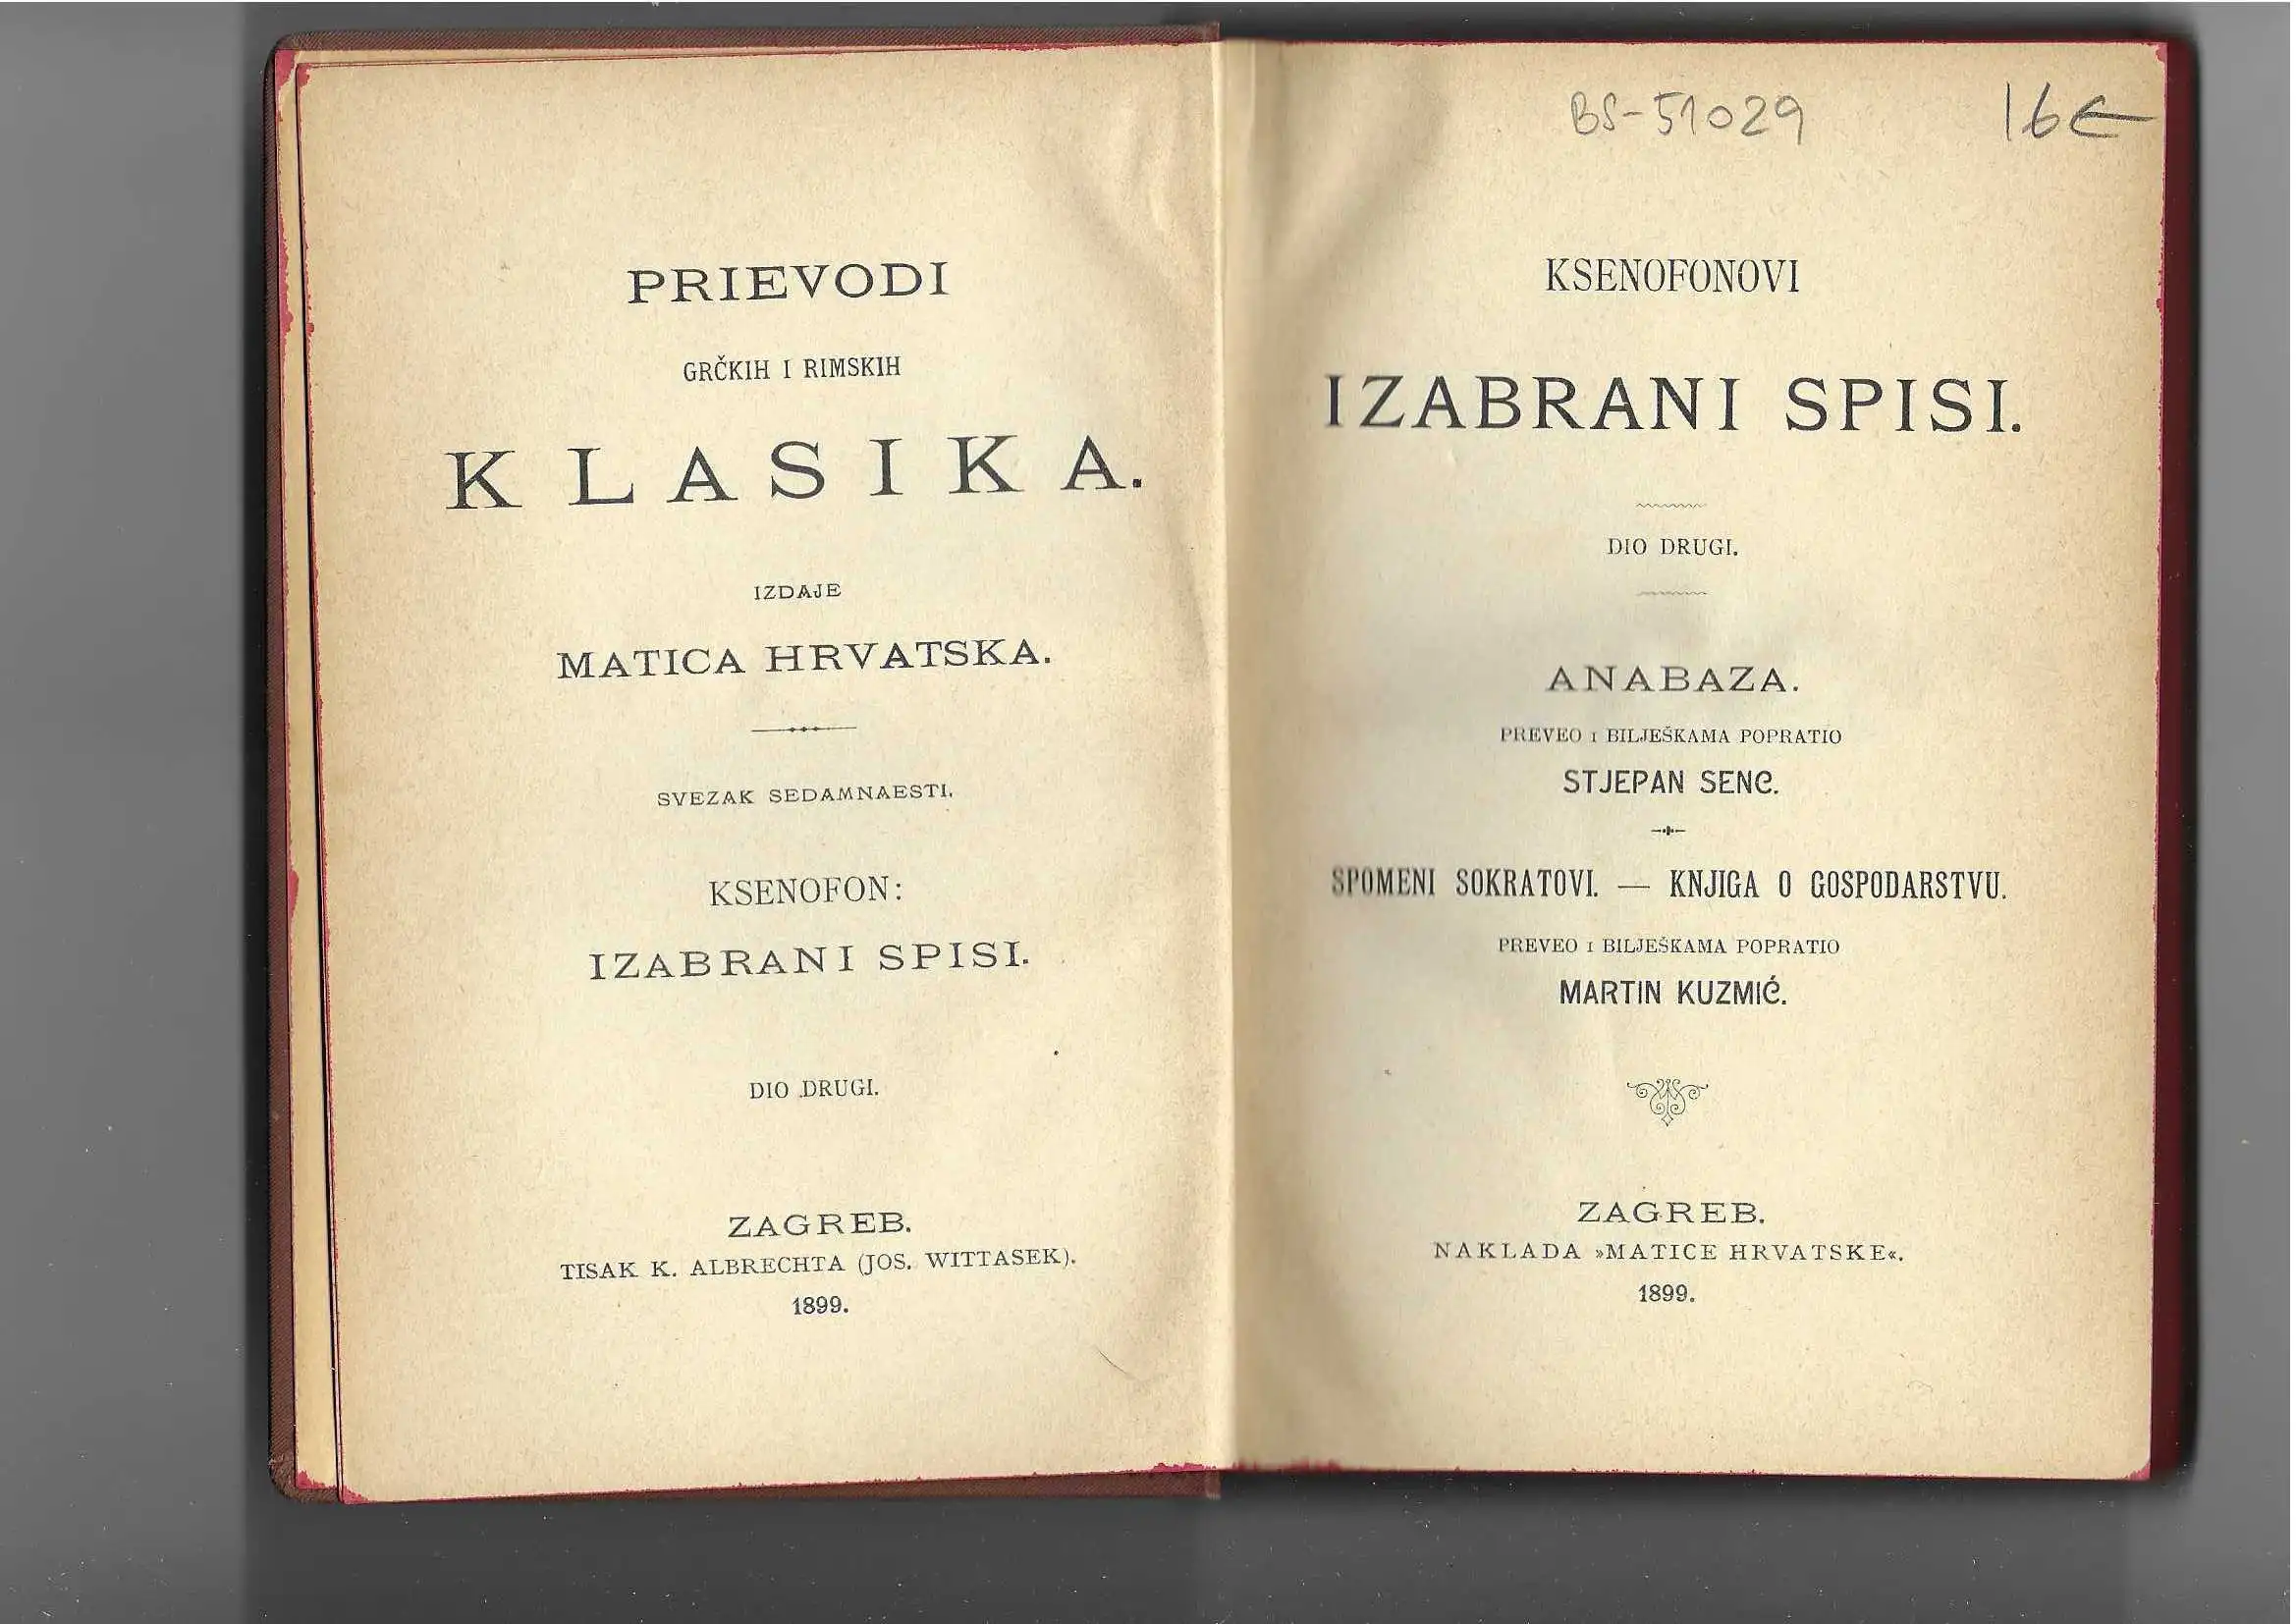 PRIEVODI
GRČKIH I RIMSKIH
KLASIKA.
IZDAJE
MATICA HRVATSKA.
SVEZAK SEDAMNAESTI.
KSENOFON:
IZABRANI SPISI.
DIO DRUGI.
ZAGREB.
TISAK K. ALBRECHTA (JOS. WITTASEK).
1899.
BS-51029
16€
KSENOFONOVI
IZABRANI SPISI.
DIO DRUGI.
ANABAZA.
PREVEO I BILJEŠKAMA POPRATIO
STJEPAN SENC.
SPOMENI SOKRATOVI. — KNJIGA O GOSPODARSTVU.
PREVEO I BILJEŠKAMA POPRATIO
MARTIN KUZMIĆ.
ZAGREB.
NAKLADA »MATICE HRVATSKE«.
1899.